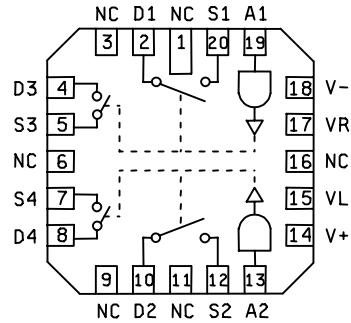 NC D1 NC S1 A1
3 2 1 20 19
D3 4 18 V-
S3 5 17 VR
NC 6 16 NC
S4 7 15 VL
D4 8 14 V+
9 10 11 12 13
NC D2 NC S2 A2